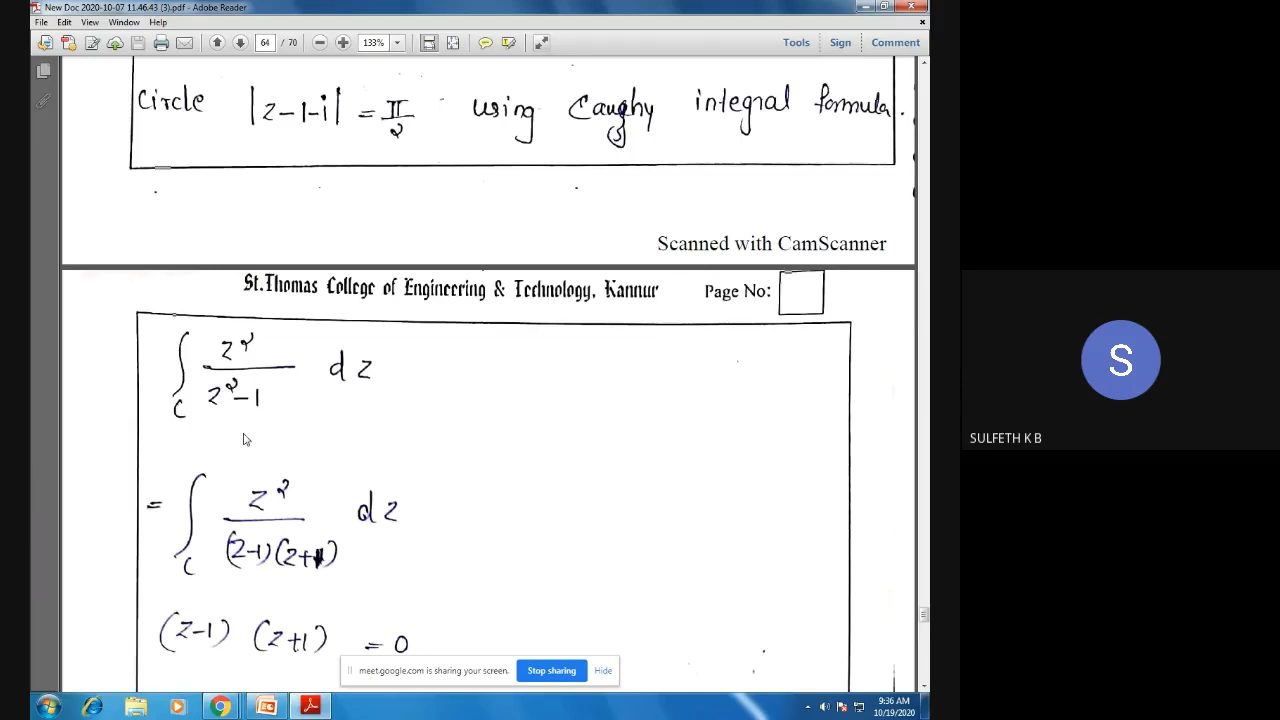 New Doc 2020-10-07 11.46.43 (3).pdf - Adobe Reader
File Edit View Window Help
64 / 70 133% Tools Sign Comment
Circle |z-1-i| = π/2 using Caughy integral formula.
(s)
Scanned with CamScanner
St.Thomas College of Engineering & Technology, Kannur Page No:
∫_C z²/(z²-1) dz
= ∫_C z²/((z-1)(z+1)) dz
(z-1) (z+1) = 0
meet.google.com is sharing your screen. Stop sharing Hide
S
SULFETH K B
9:36 AM
10/19/2020